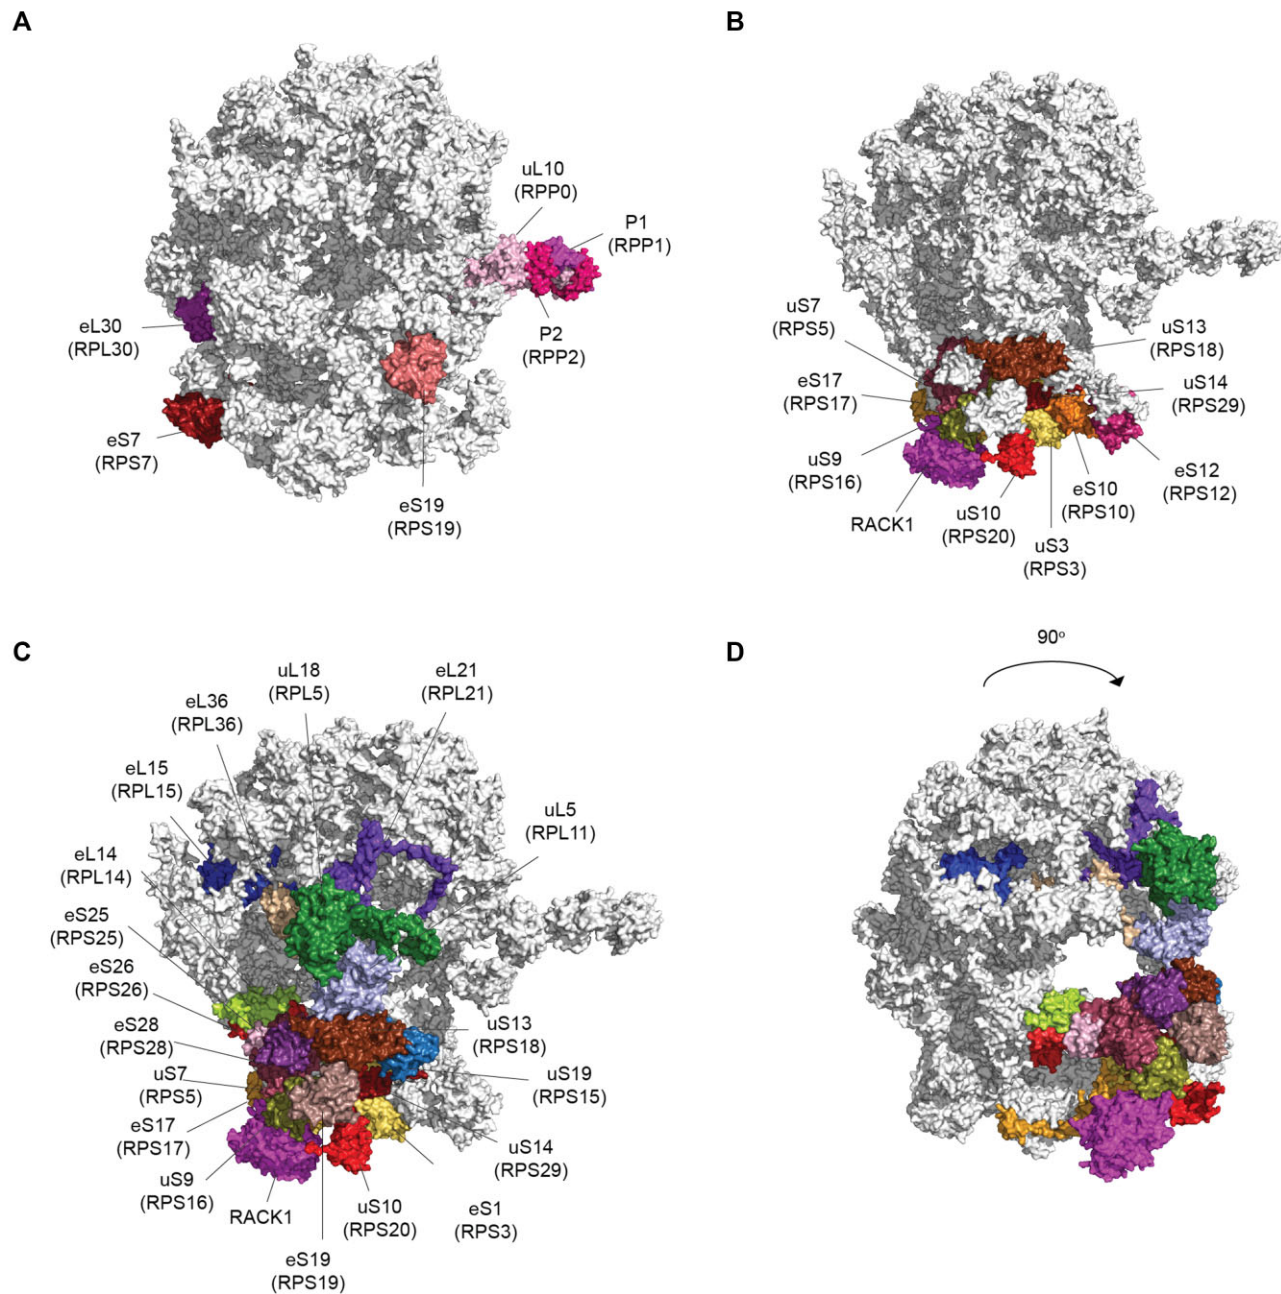 A
uL10
(RPP0)
P1
(RPP1)
eL30
(RPL30)
P2
(RPP2)
eS7
(RPS7)
eS19
(RPS19)
B
uS7
(RPS5)
uS13
(RPS18)
eS17
(RPS17)
uS14
(RPS29)
uS9
(RPS16)
eS12
(RPS12)
RACK1
uS10
(RPS20)
eS10
(RPS10)
uS3
(RPS3)
C
uL18
(RPL5)
eL21
(RPL21)
eL36
(RPL36)
eL15
(RPL15)
uL5
(RPL11)
eL14
(RPL14)
eS25
(RPS25)
eS26
(RPS26)
eS28
(RPS28)
uS13
(RPS18)
uS7
(RPS5)
uS19
(RPS15)
eS17
(RPS17)
uS14
(RPS29)
uS9
(RPS16)
RACK1
uS10
(RPS20)
eS1
(RPS3)
eS19
(RPS19)
D
90°